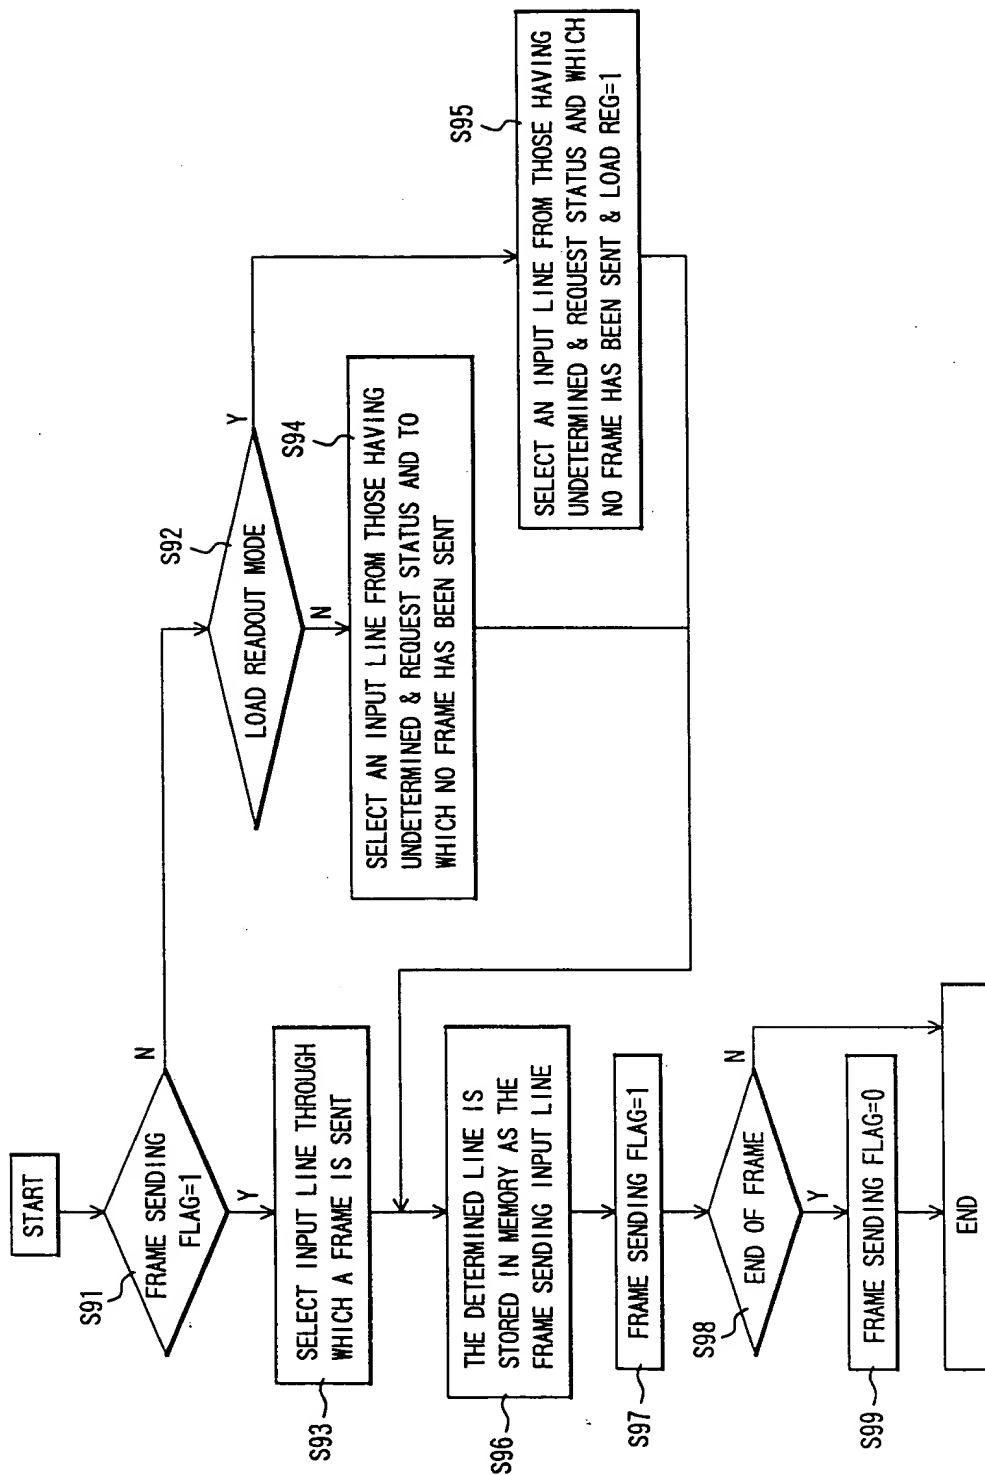 START
S91
FRAME SENDING
FLAG=1
N
Y
S92
LOAD READOUT MODE
Y
N
S93
SELECT INPUT LINE THROUGH
WHICH A FRAME IS SENT
S94
SELECT AN INPUT LINE FROM THOSE HAVING
UNDETERMINED & REQUEST STATUS AND TO
WHICH NO FRAME HAS BEEN SENT
S95
SELECT AN INPUT LINE FROM THOSE HAVING
UNDETERMINED & REQUEST STATUS AND WHICH
NO FRAME HAS BEEN SENT & LOAD REG=1
S96
THE DETERMINED LINE IS
STORED IN MEMORY AS THE
FRAME SENDING INPUT LINE
S97
FRAME SENDING FLAG=1
S98
END OF FRAME
N
Y
S99
FRAME SENDING FLAG=0
END